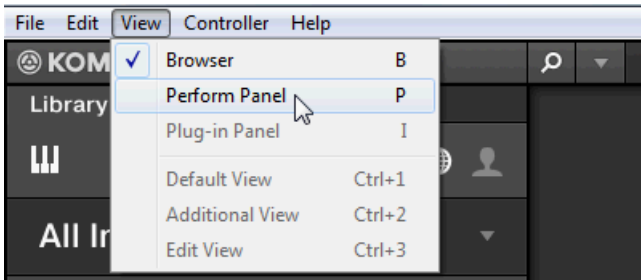 File Edit View Controller Help
KOM
Browser B
Library
Perform Panel P
Plug-in Panel I
Default View Ctrl+1
Additional View Ctrl+2
All In
Edit View Ctrl+3